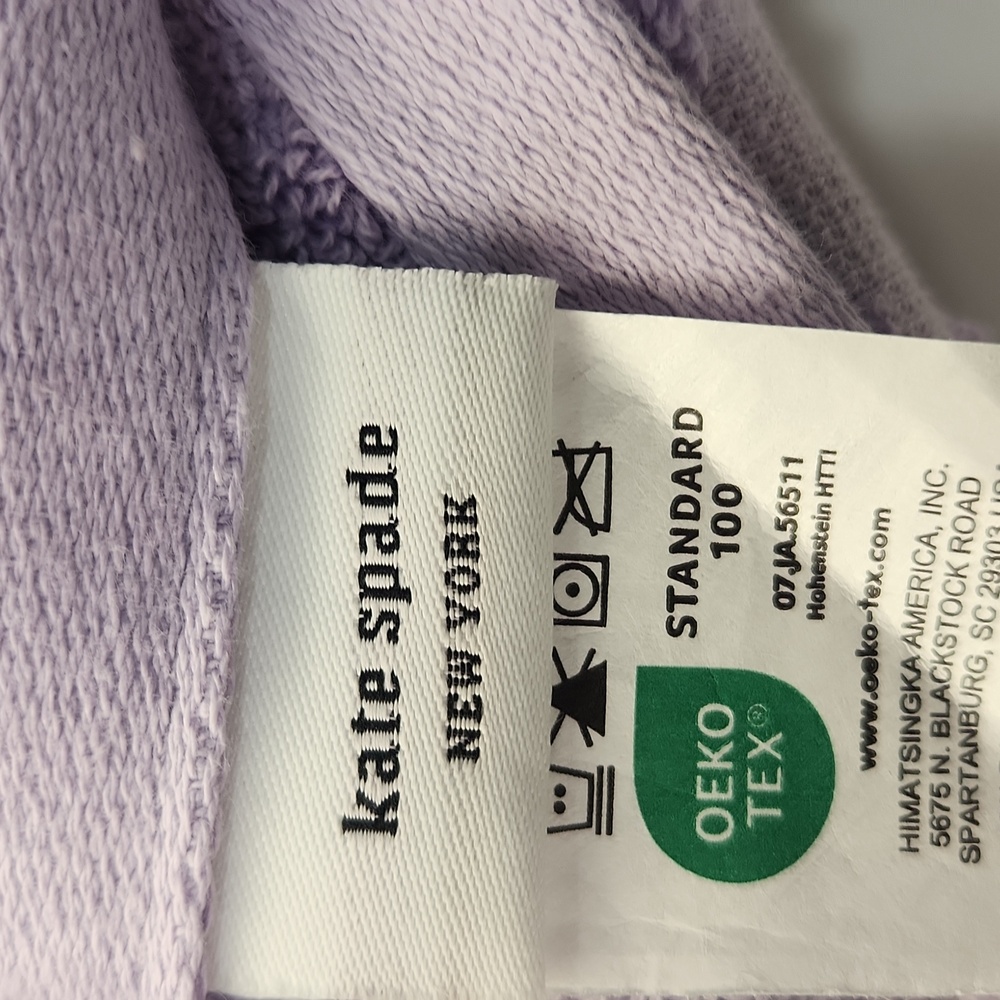 kate spade
NEW YORK
OEKO
TEX®
STANDARD
100
07.JA.56511
Hohenstein HTTI
www.oeko-tex.com
HIMATSINGKA AMERICA, INC.
5675 N. BLACKSTOCK ROAD
SPARTANBURG, SC 29303